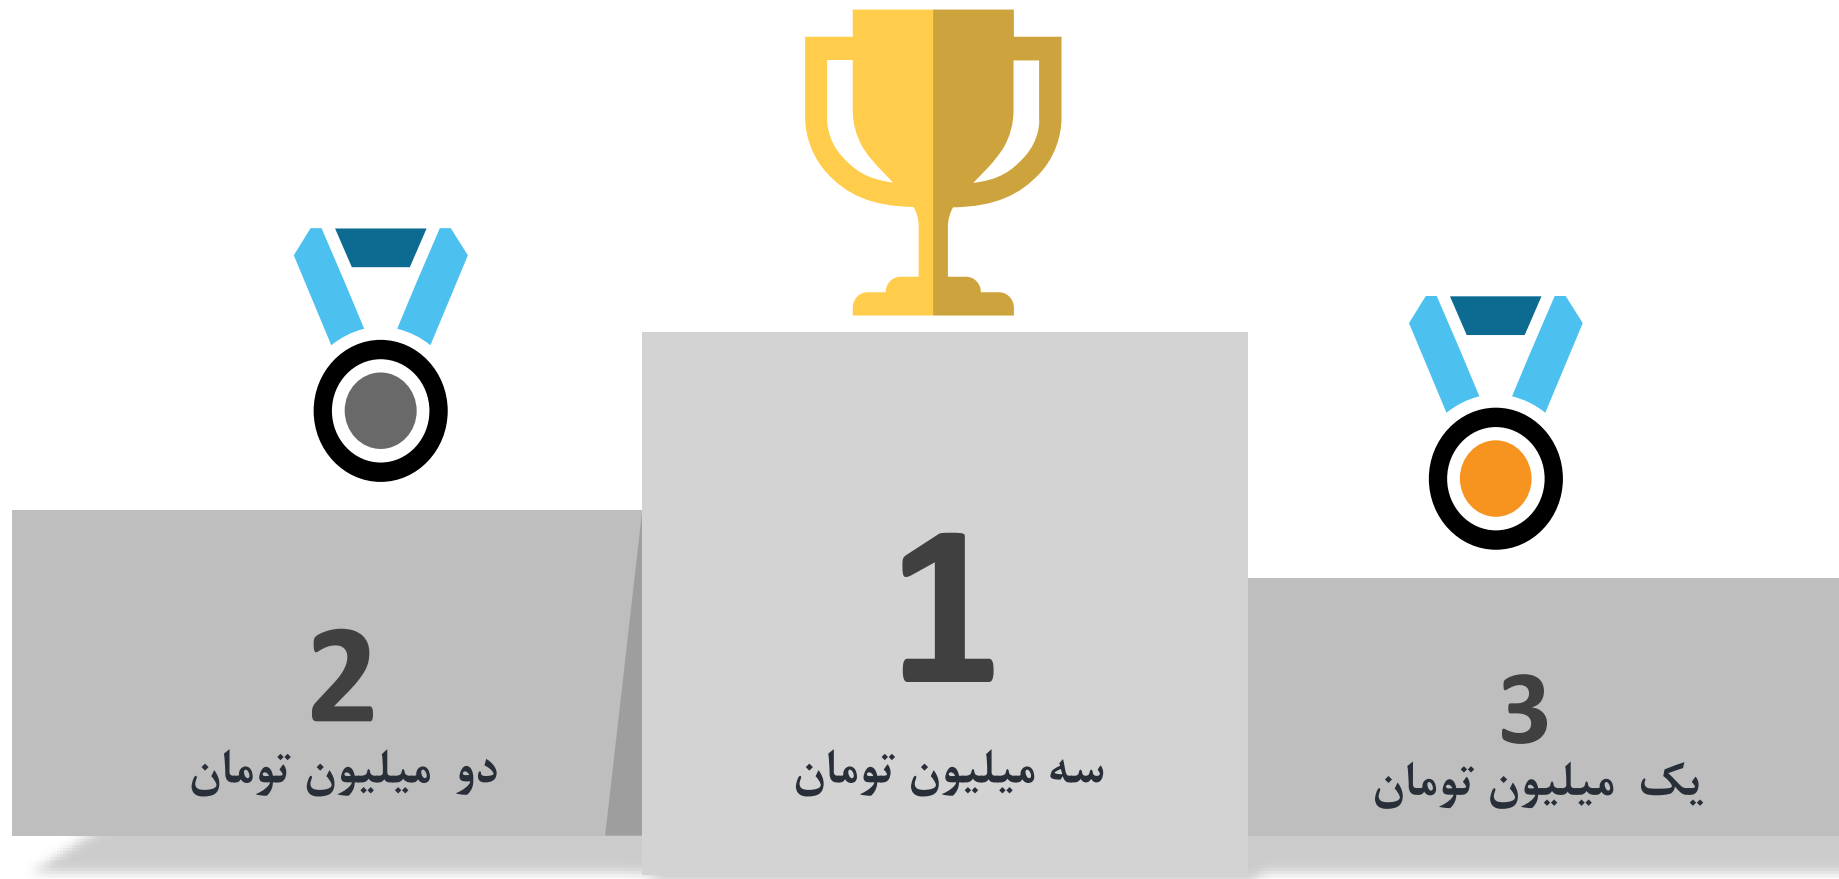 1
سه میلیون تومان
2
دو میلیون تومان
3
یک میلیون تومان